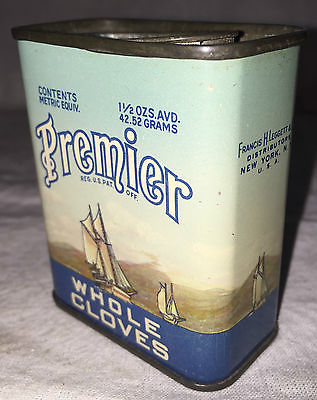 CONTENTS
METRIC EQUIV.
1½ OZS. AVD.
42.52 GRAMS
Premier
REG. U.S. PAT. OFF.
WHOLE
CLOVES
FRANCIS H. LEGGETT &
DISTRIBUTORS
NEW YORK, N.
U. S. A.